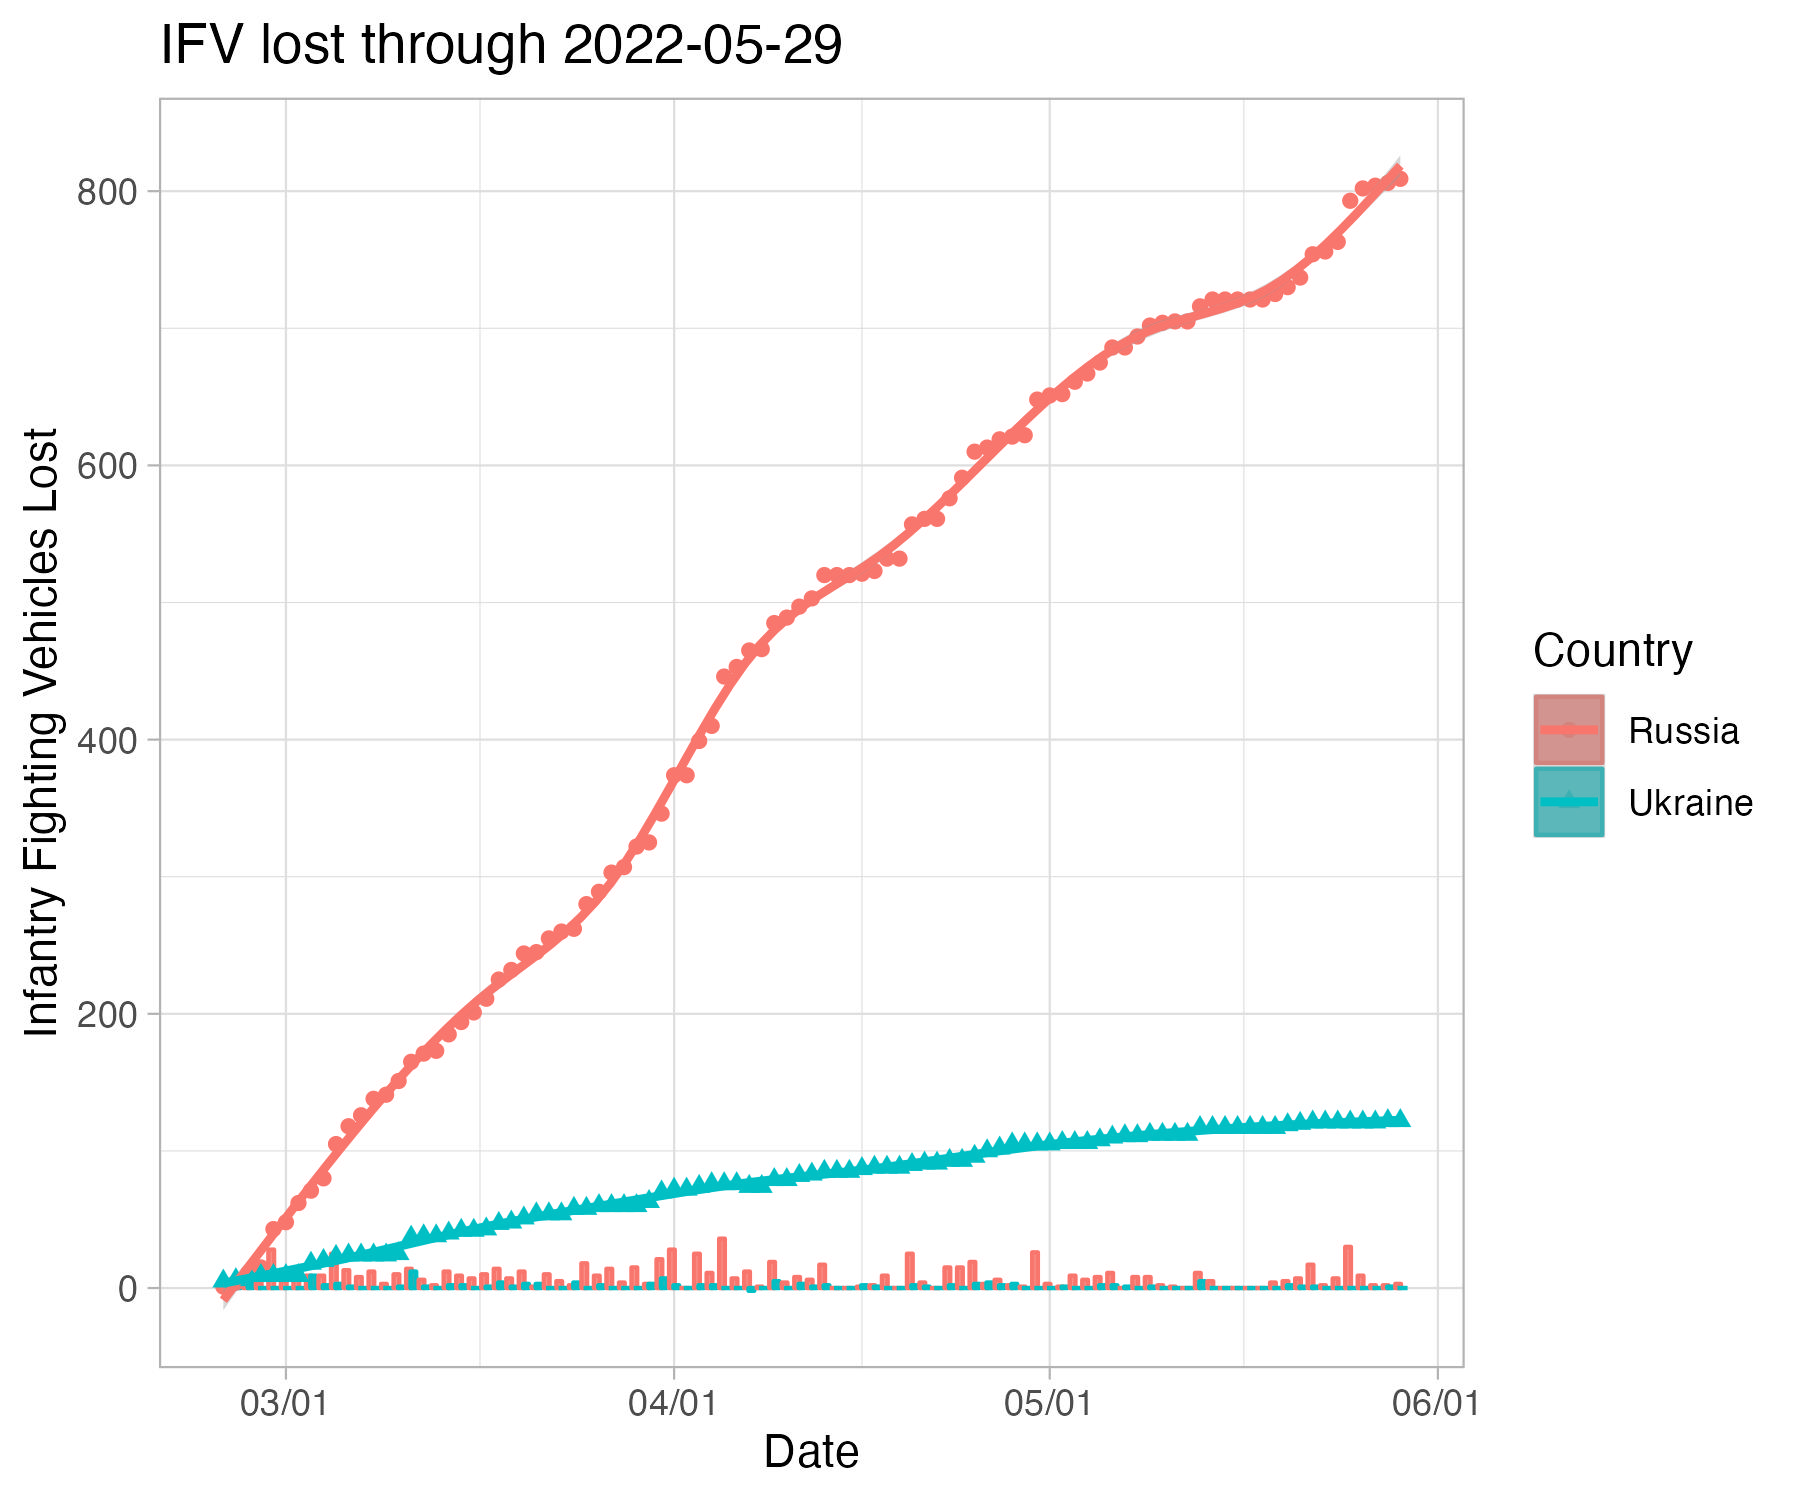 IFV lost through 2022-05-29
Infantry Fighting Vehicles Lost
800
600
400
200
0
03/01
04/01
05/01
06/01
Date
Country
Russia
Ukraine